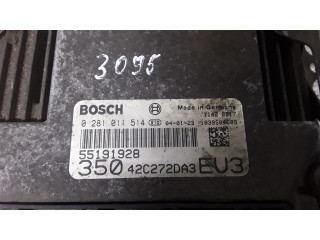 3095
BOSCH
Made in Germany
0 281 011 514 04-01-23
55191928
350 42C272DA3 EV3